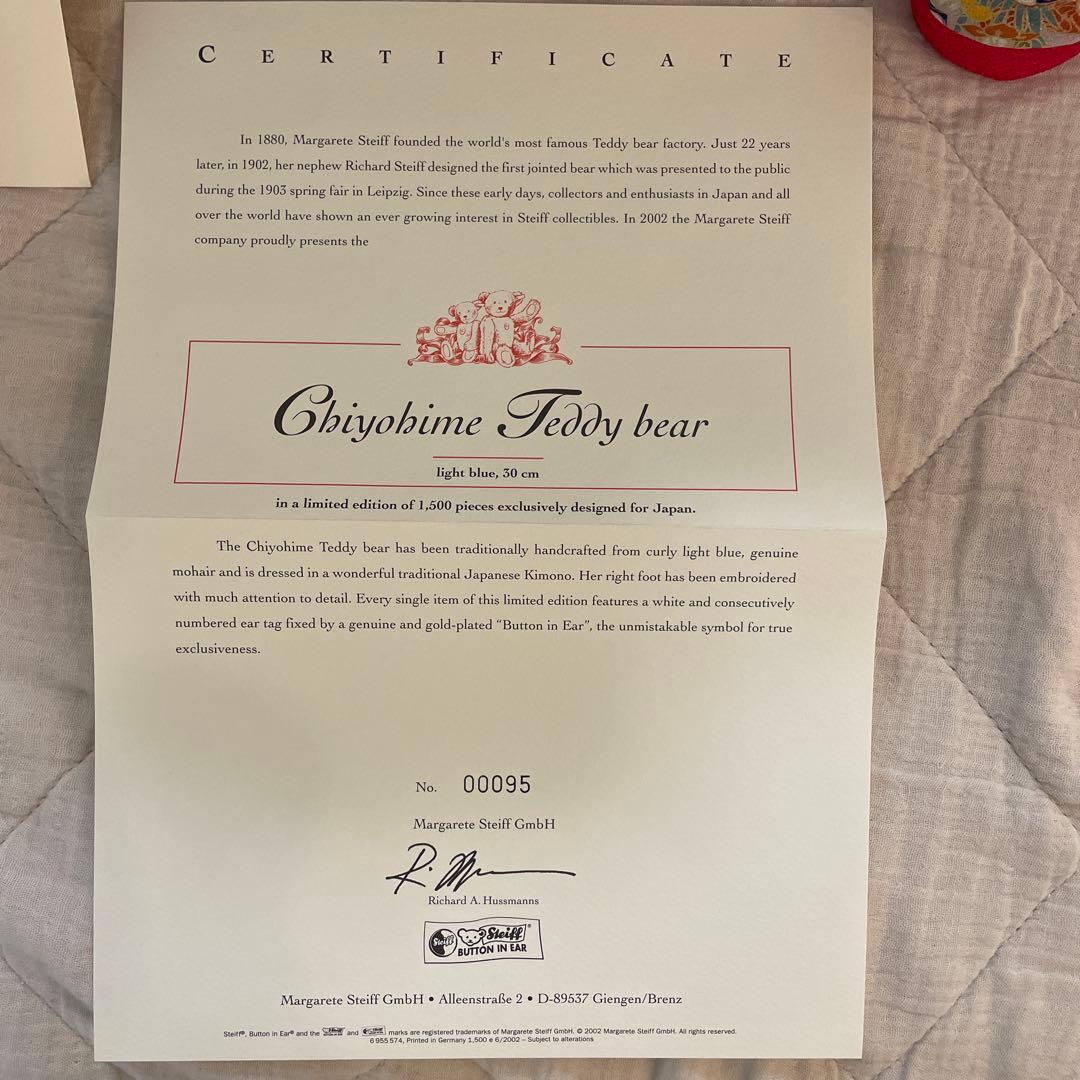 CERTIFICATE
In 1880, Margarete Steiff founded the world's most famous Teddy bear factory. Just 22 years
later, in 1902, her nephew Richard Steiff designed the first jointed bear which was presented to the public
during the 1903 spring fair in Leipzig. Since these early days, collectors and enthusiasts in Japan and all
over the world have shown an ever growing interest in Steiff collectibles. In 2002 the Margarete Steiff
company proudly presents the
Chiyohime Teddy bear
light blue, 30 cm
in a limited edition of 1,500 pieces exclusively designed for Japan.
The Chiyohime Teddy bear has been traditionally handcrafted from curly light blue, genuine
mohair and is dressed in a wonderful traditional Japanese Kimono. Her right foot has been embroidered
with much attention to detail. Every single item of this limited edition features a white and consecutively
numbered ear tag fixed by a genuine and gold-plated “Button in Ear”, the unmistakable symbol for true
exclusiveness.
No. 00095
Margarete Steiff GmbH
Richard A. Hussmanns
Steiff Steiff®
BUTTON IN EAR
Margarete Steiff GmbH • Alleenstraße 2 • D-89537 Giengen/Brenz
Steiff®, Button in Ear® and the and marks are registered trademarks of Margarete Steiff GmbH. © 2002 Margarete Steiff GmbH. All rights reserved.
6 955 574, Printed in Germany 1,500 e 6/2002 – Subject to alterations